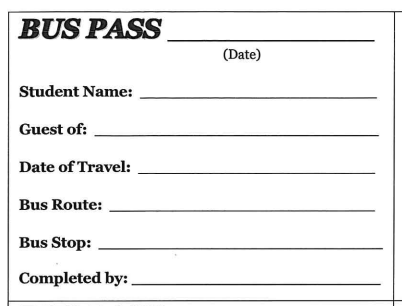 BUS PASS
(Date)
Student Name:
Guest of:
Date of Travel:
Bus Route:
Bus Stop:
Completed by: